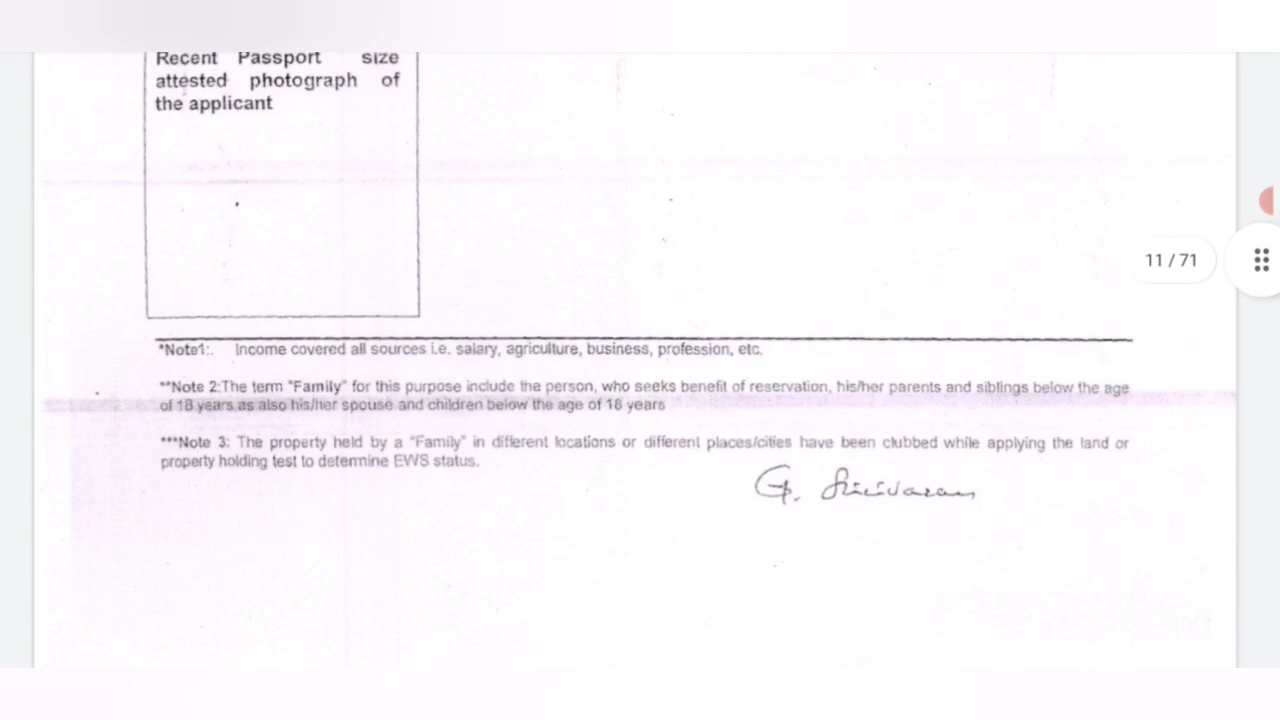 Recent Passport size
attested photograph of
the applicant
11 / 71
*Note1:. Income covered all sources i.e. salary, agriculture, business, profession, etc.
**Note 2:The term "Family" for this purpose include the person, who seeks benefit of reservation, his/her parents and siblings below the age
of 18 years as also his/her spouse and children below the age of 18 years
***Note 3: The property held by a "Family" in different locations or different places/cities have been clubbed while applying the land or
property holding test to determine EWS status.
G. Srinivasan